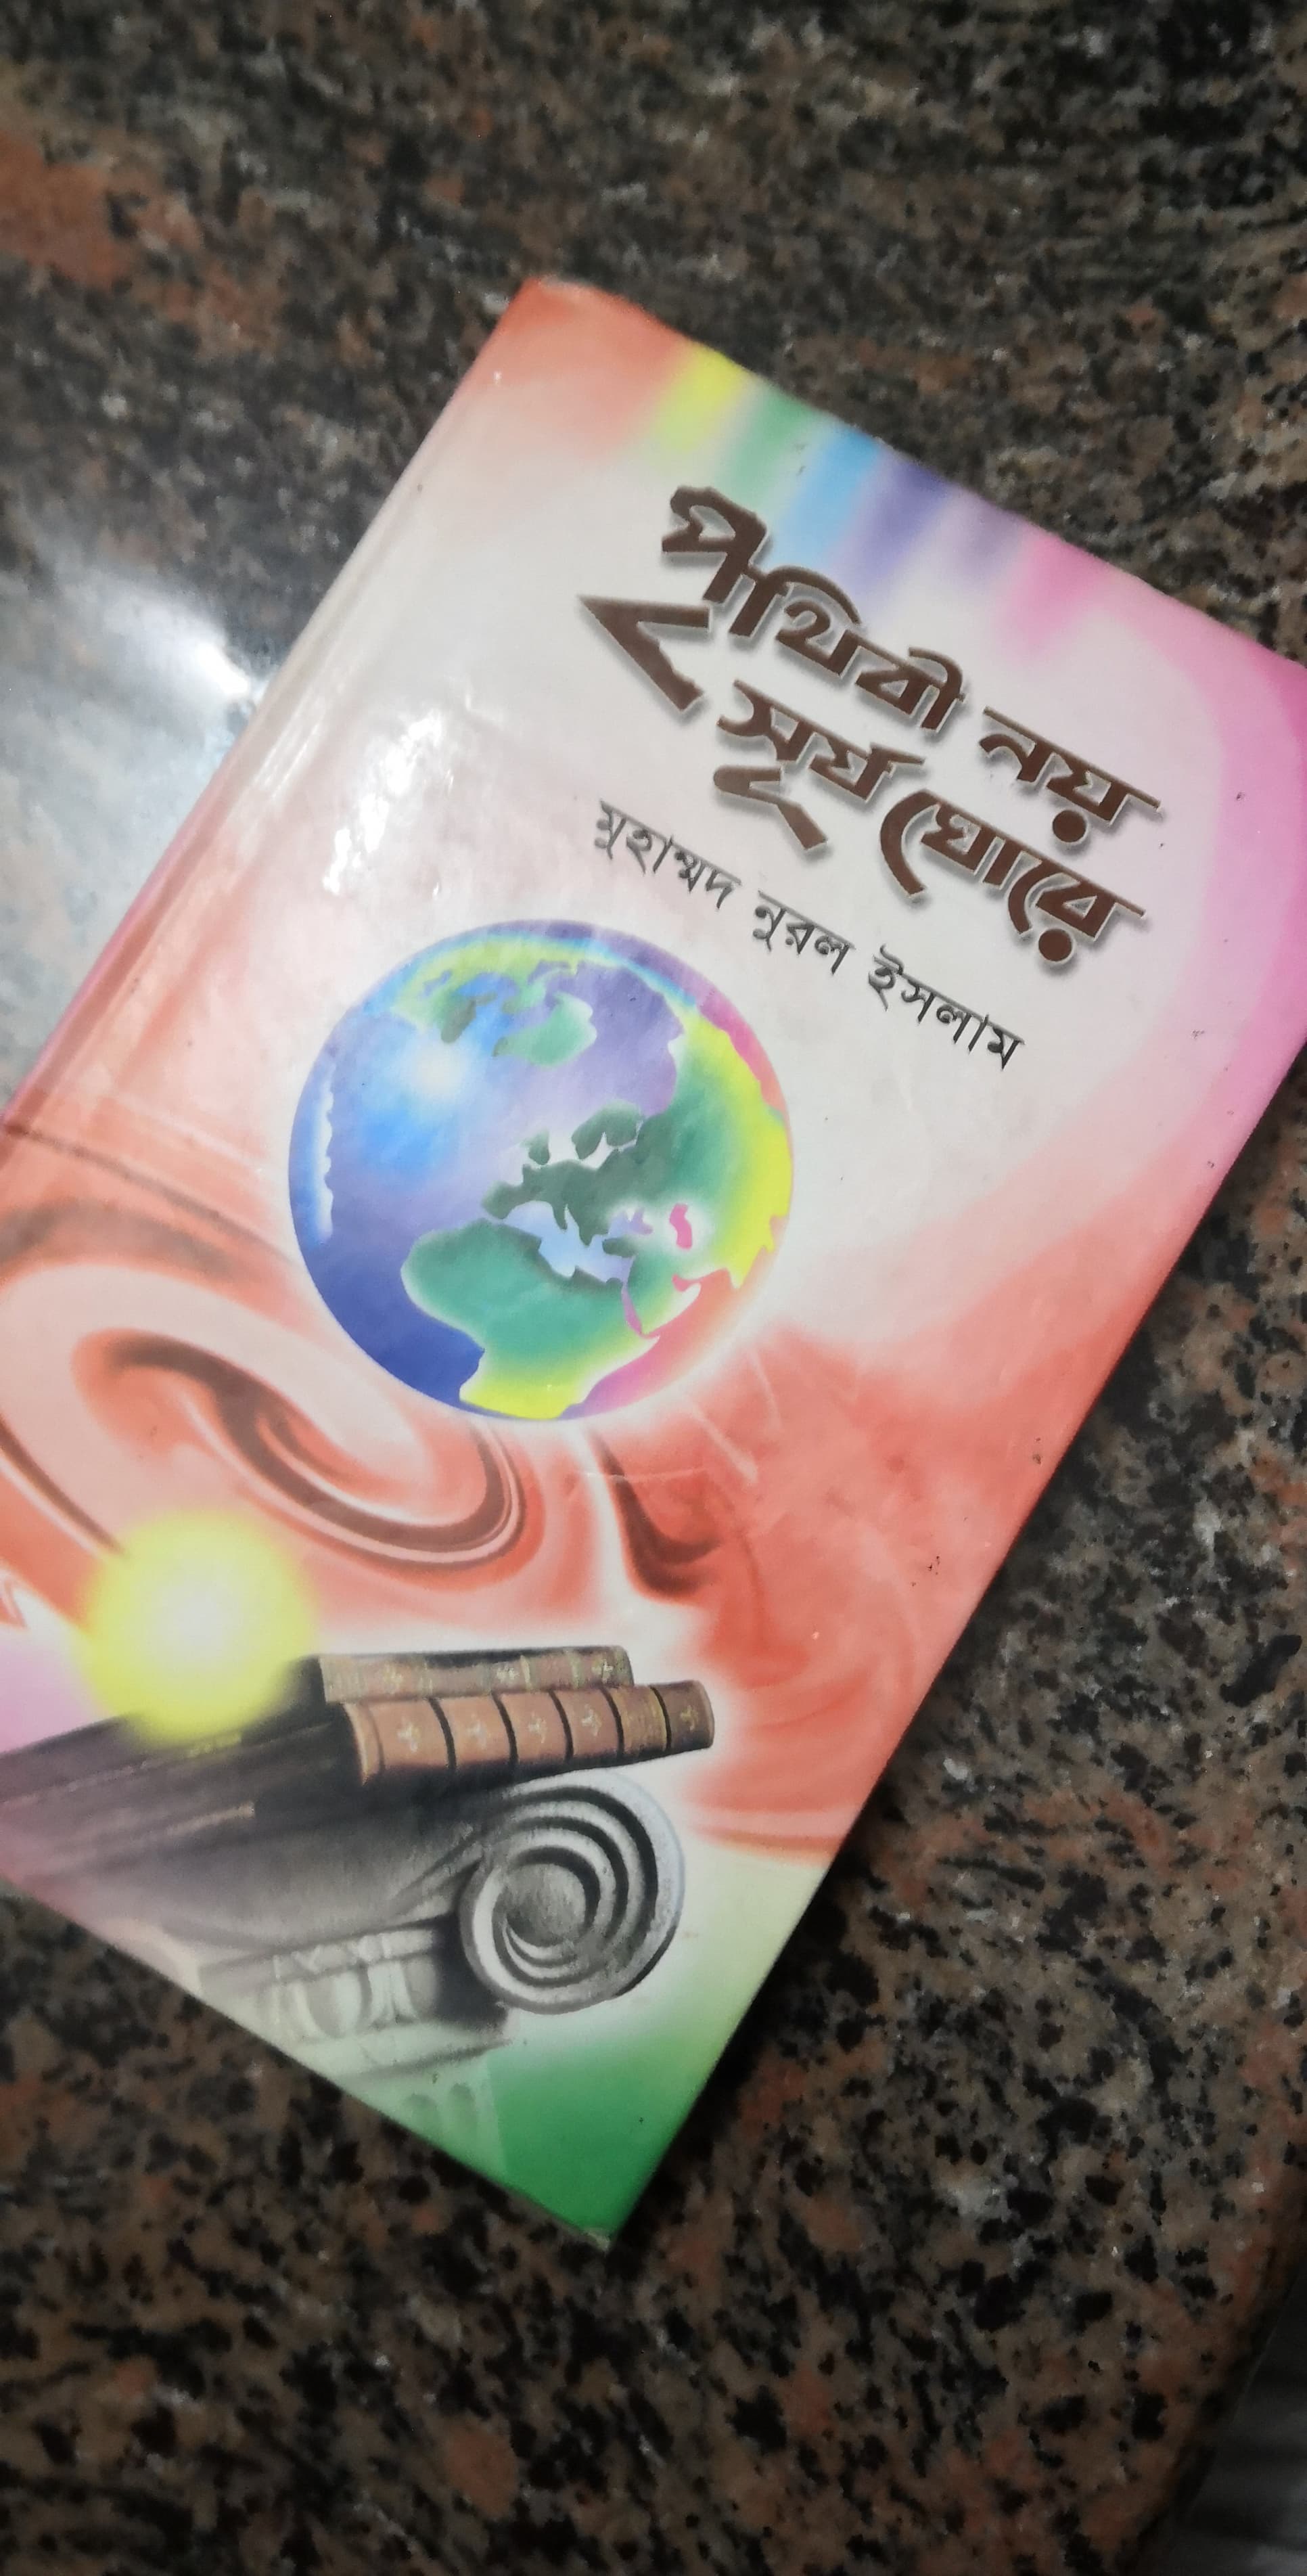 পৃথিবী নয়
সূর্য ঘোরে
মুহাম্মদ নুরল ইসলাম